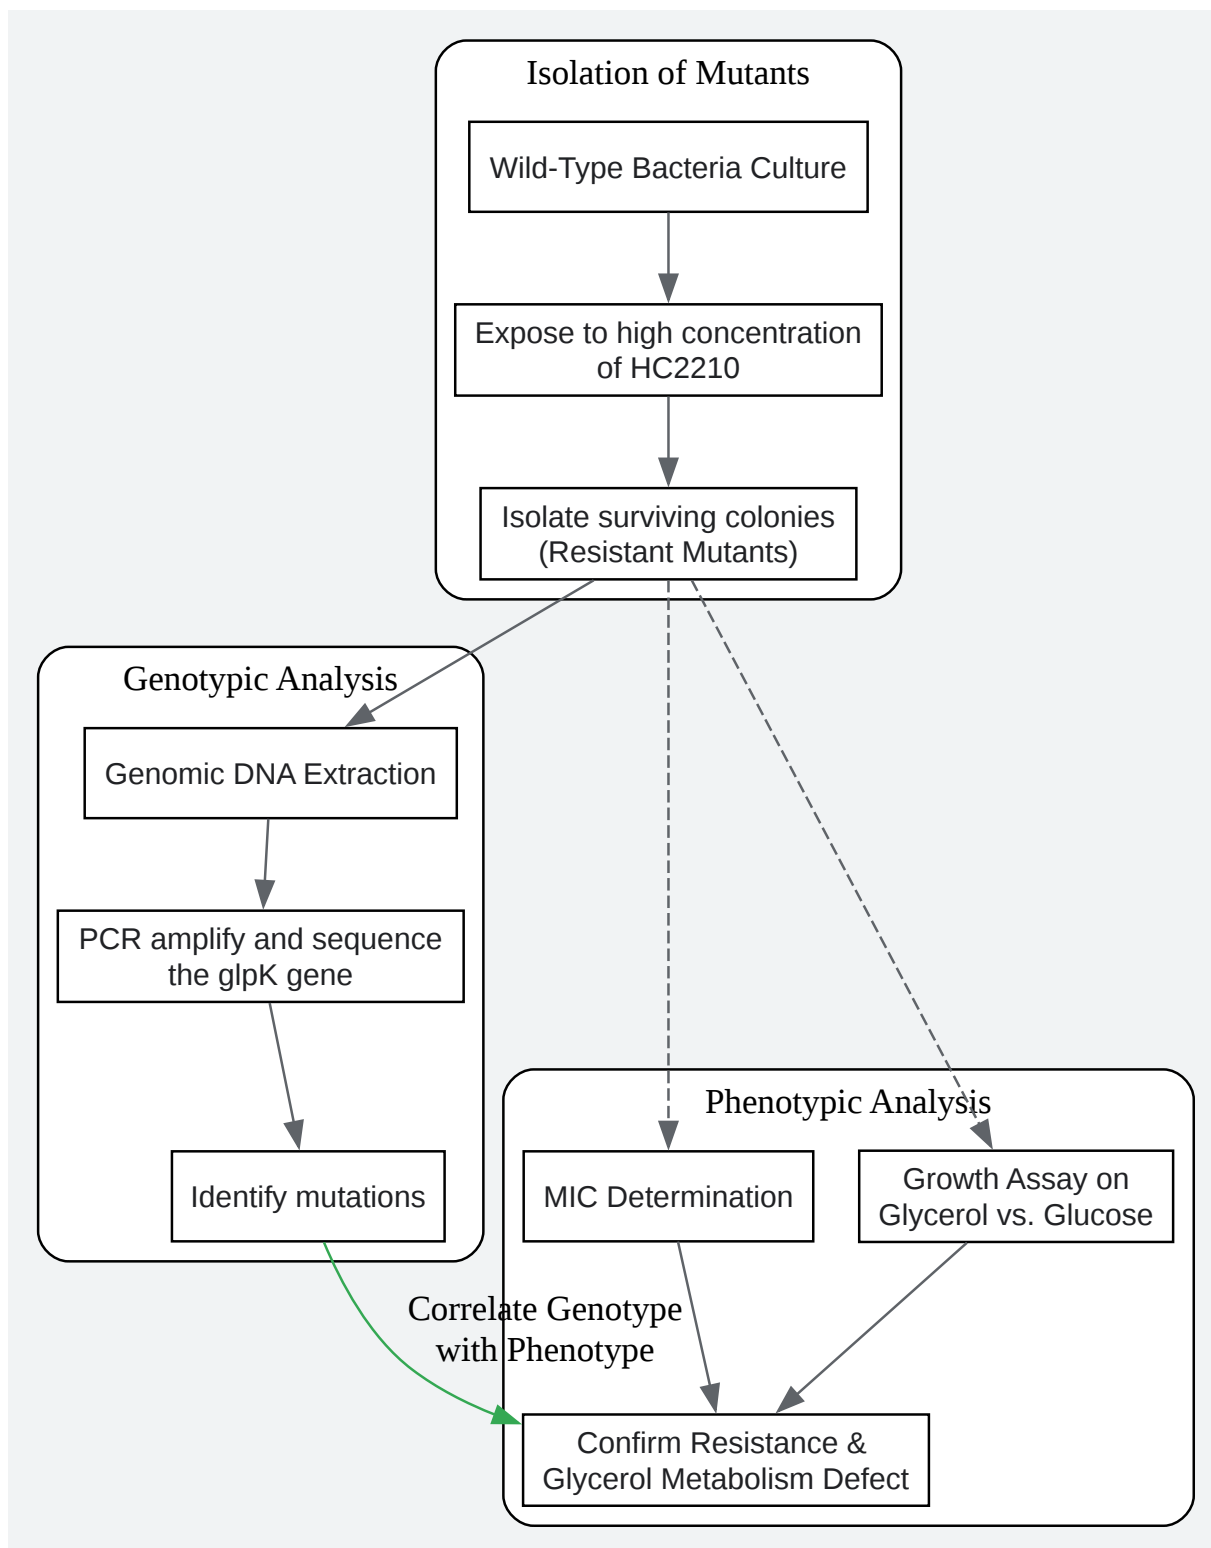 Isolation of Mutants
Wild-Type Bacteria Culture
Expose to high concentration
of HC2210
Isolate surviving colonies
(Resistant Mutants)
Genotypic Analysis
Genomic DNA Extraction
PCR amplify and sequence
the glpK gene
Identify mutations
Phenotypic Analysis
MIC Determination
Growth Assay on
Glycerol vs. Glucose
Correlate Genotype
with Phenotype
Confirm Resistance &
Glycerol Metabolism Defect